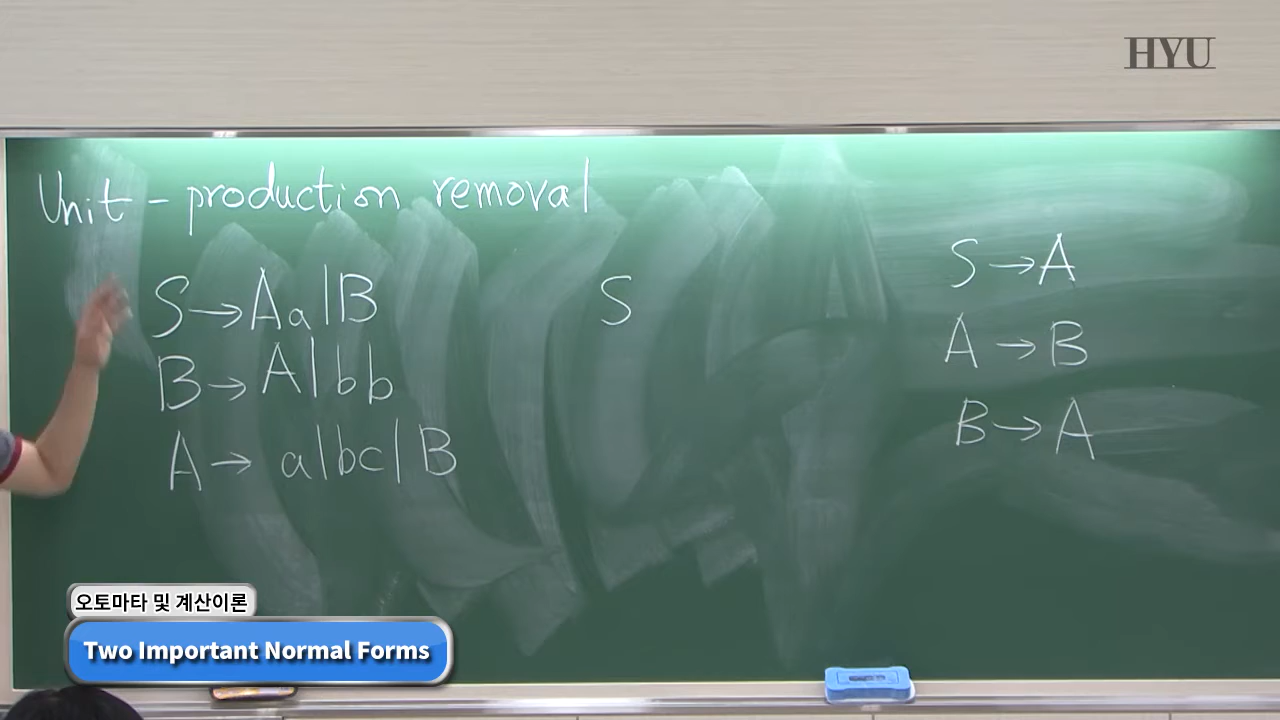 HYU
Unit - production removal
S → Aa | B
B → A | bb
A → a | bc | B
S
S → A
A → B
B → A
오토마타 및 계산이론
Two Important Normal Forms